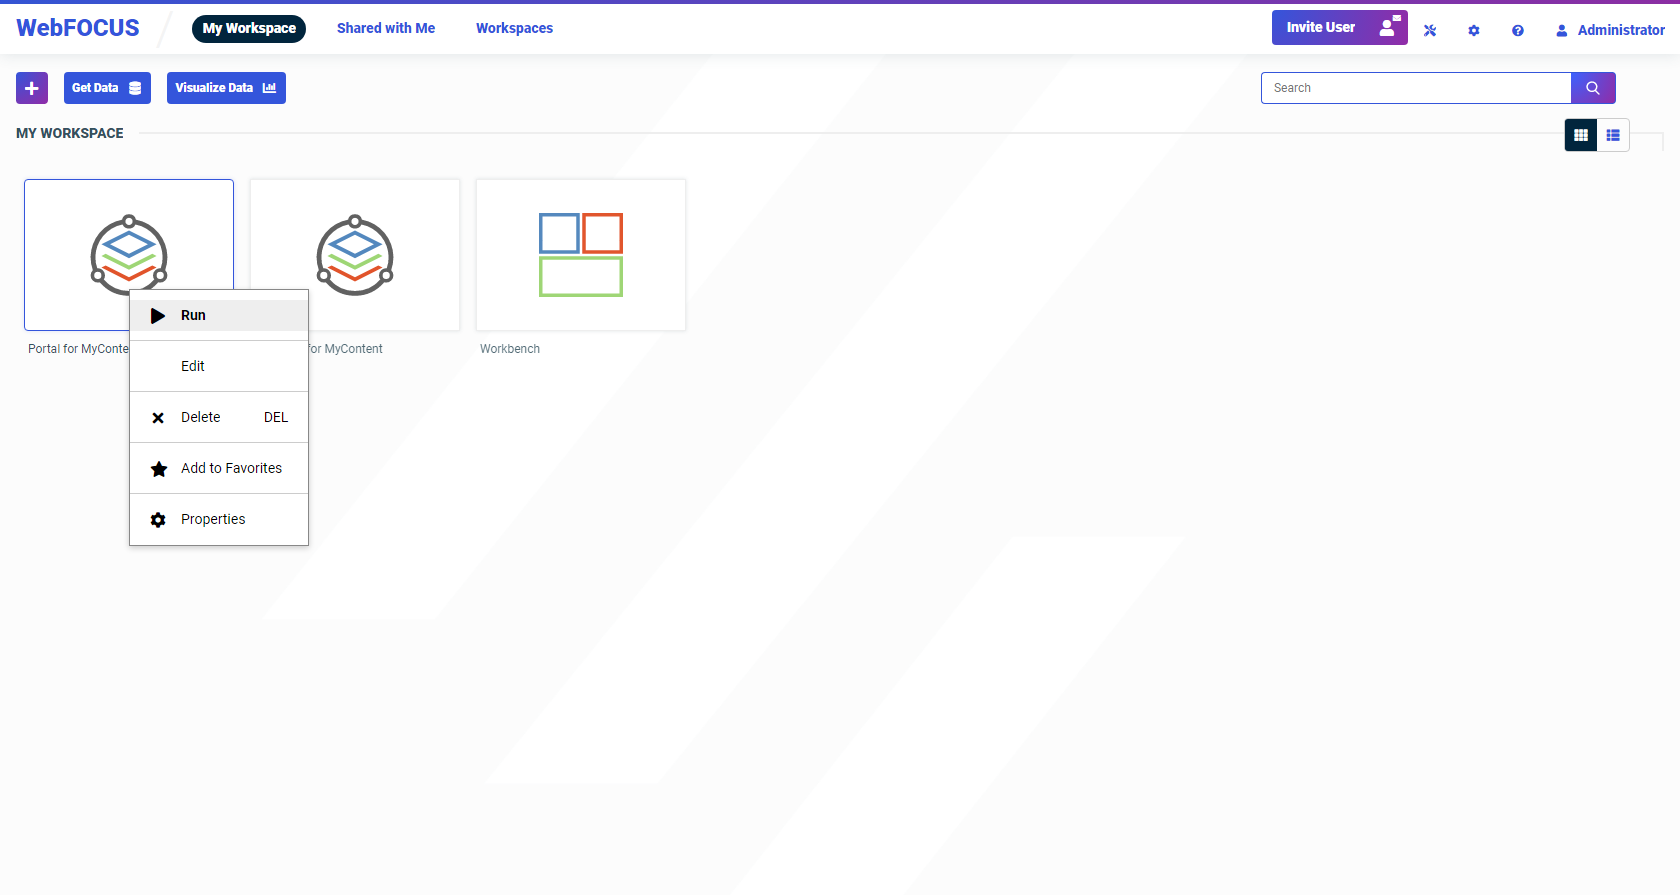 WebFOCUS
My Workspace
Shared with Me
Workspaces
Invite User
Administrator
Get Data
Visualize Data
Search
MY WORKSPACE
Portal for MyConte
for MyContent
Workbench
Run
Edit
Delete DEL
Add to Favorites
Properties